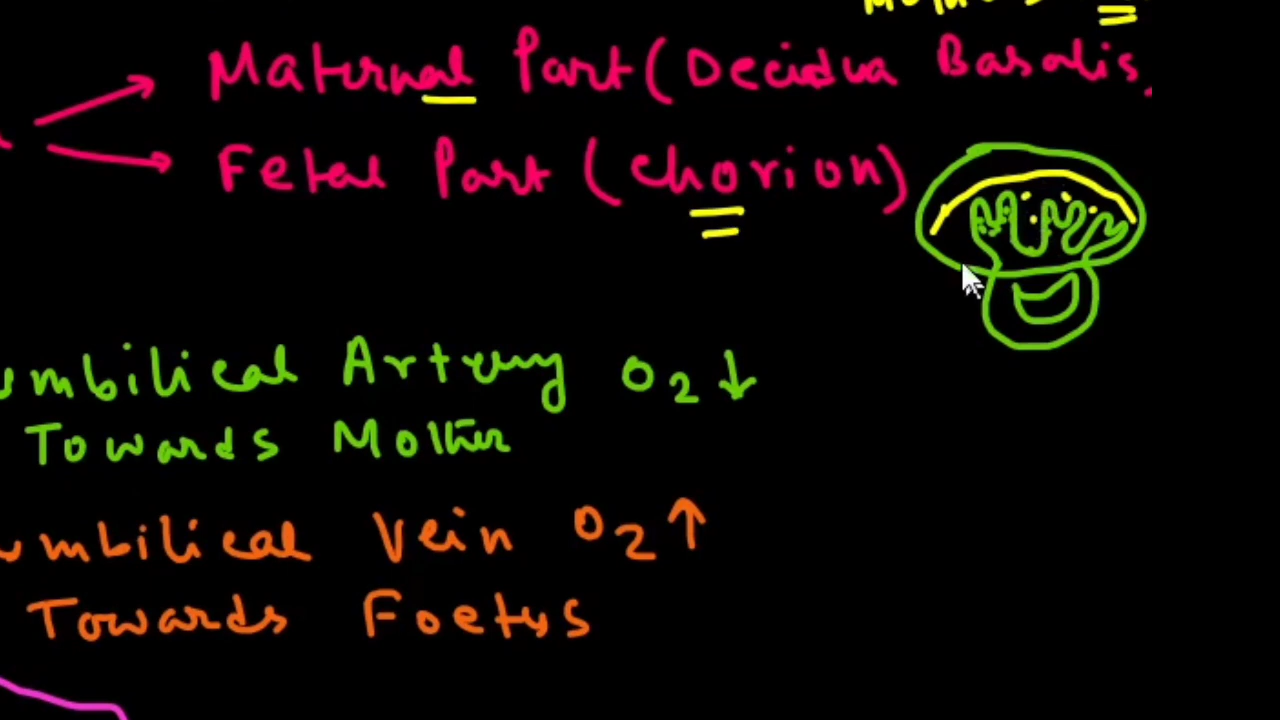 Maternal Part (Decidua Basalis)
Fetal Part (Chorion)
umbilical Artery O2↓
Towards Mother
umbilical Vein O2↑
Towards Foetus